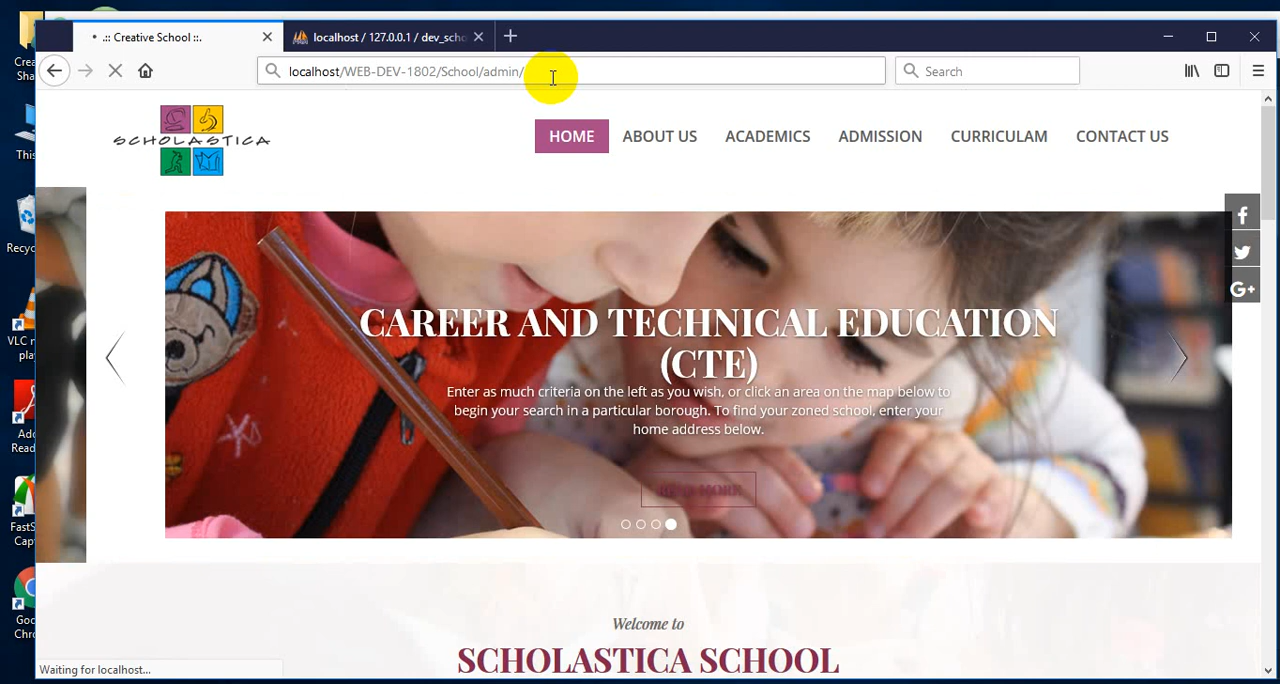 .:: Creative School ::.
localhost / 127.0.0.1 / dev_scho
localhost/WEB-DEV-1802/School/admin/
Search
SCHOLASTICA
HOME
ABOUT US
ACADEMICS
ADMISSION
CURRICULAM
CONTACT US
CAREER AND TECHNICAL EDUCATION
(CTE)
Enter as much criteria on the left as you wish, or click an area on the map below to
begin your search in a particular borough. To find your zoned school, enter your
home address below.
READ MORE
Welcome to
SCHOLASTICA SCHOOL
Waiting for localhost...
Crea
Sha
This
Recyc
VLC m
play
Ado
Read
FastS
Cap
Goo
Chro
G+